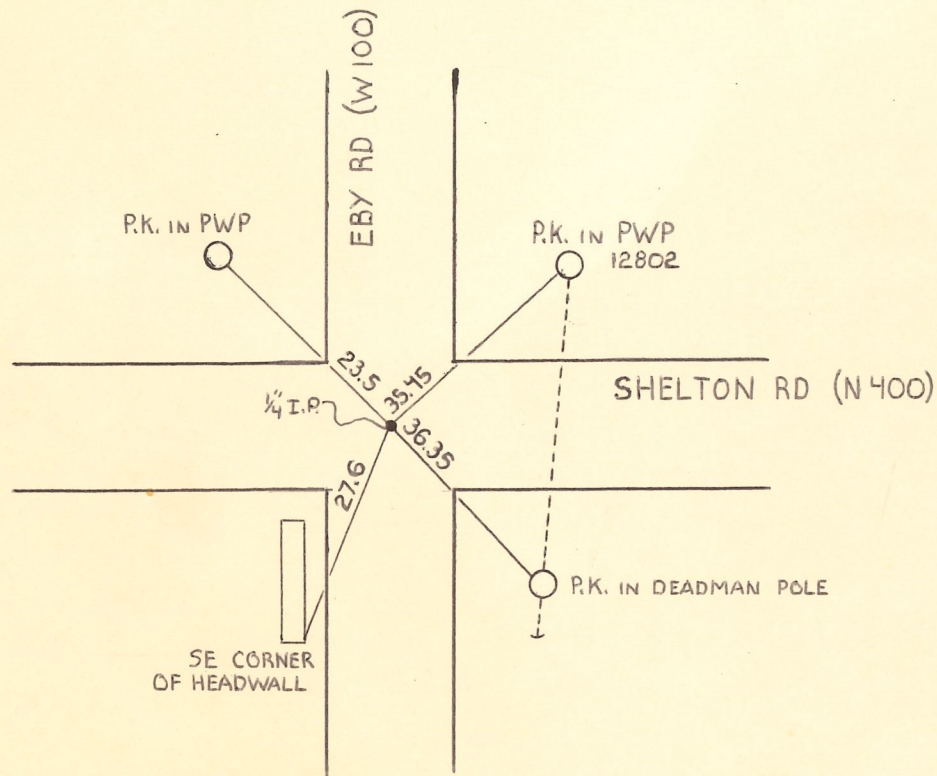 EBY RD (W100)
P.K. IN PWP
P.K. IN PWP
12802
23.5
35.45
SHELTON RD (N 400)
1/4" I.P.
36.35
27.6
P.K. IN DEADMAN POLE
SE CORNER
OF HEADWALL